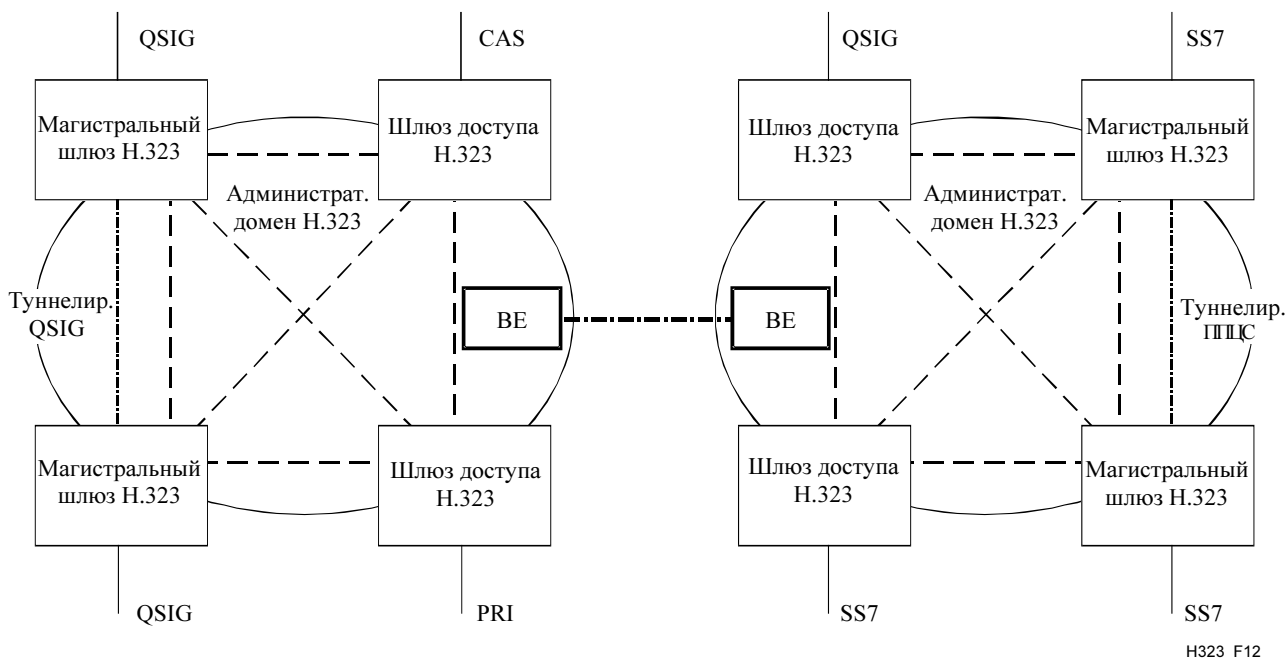 QSIG
CAS
QSIG
SS7
Магистральный
шлюз Н.323
Шлюз доступа
Н.323
Шлюз доступа
Н.323
Магистральный
шлюз Н.323
Администрат.
домен Н.323
Администрат.
домен Н.323
Туннелир.
QSIG
BE
BE
Туннелир.
ППЦС
Магистральный
шлюз Н.323
Шлюз доступа
Н.323
Шлюз доступа
Н.323
Магистральный
шлюз Н.323
QSIG
PRI
SS7
SS7
H323_F12